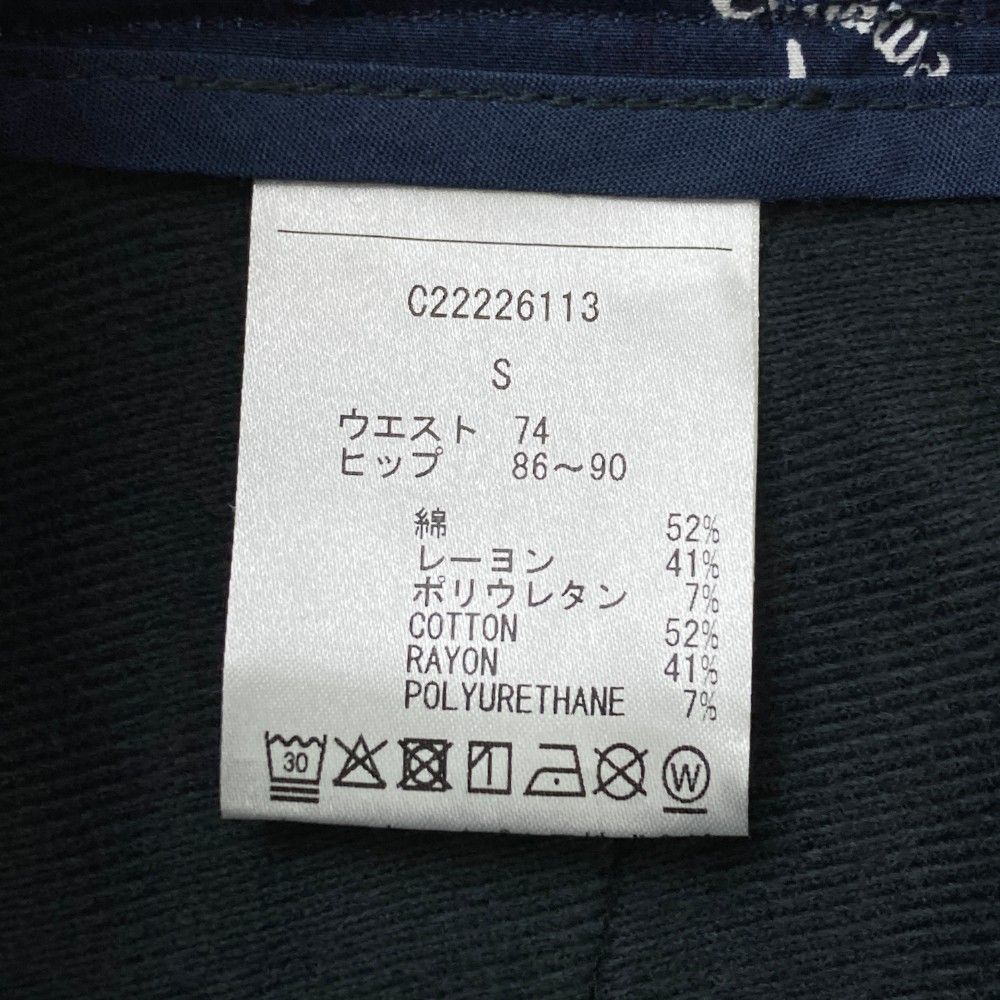 C22226113
S
ウエスト 74
ヒップ 86～90
綿 52%
レーヨン 41%
ポリウレタン 7%
COTTON 52%
RAYON 41%
POLYURETHANE 7%
30 W